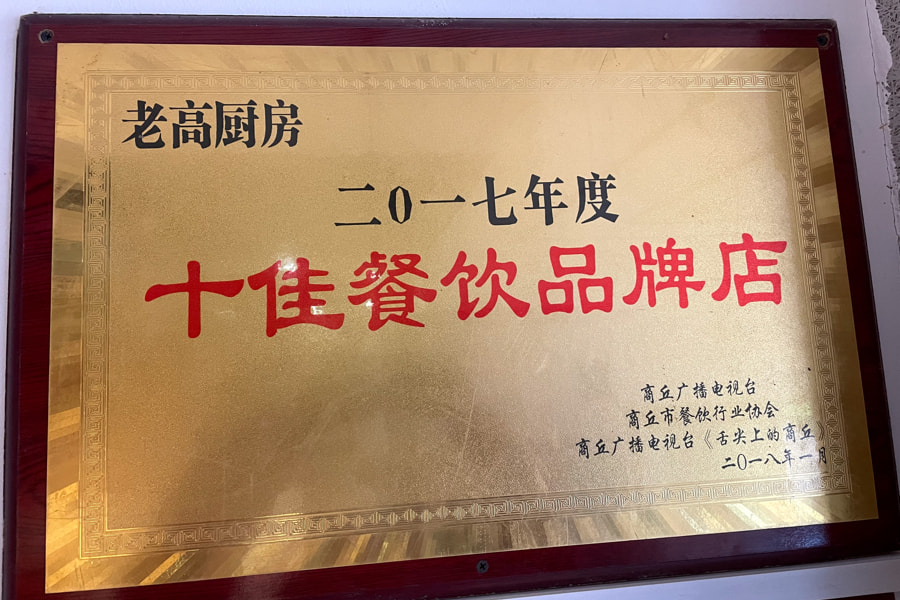 老高厨房
二0一七年度
十佳餐饮品牌店
商丘广播电视台
商丘市餐饮行业协会
商丘广播电视台《舌尖上的商丘》
二0一八年一月